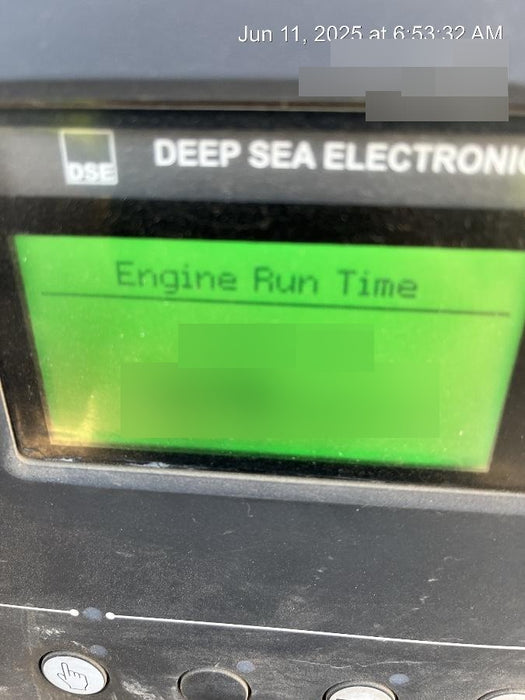 Jun 11, 2025 at 6:53:32 AM
DSE
DEEP SEA ELECTRONIC
Engine Run Time